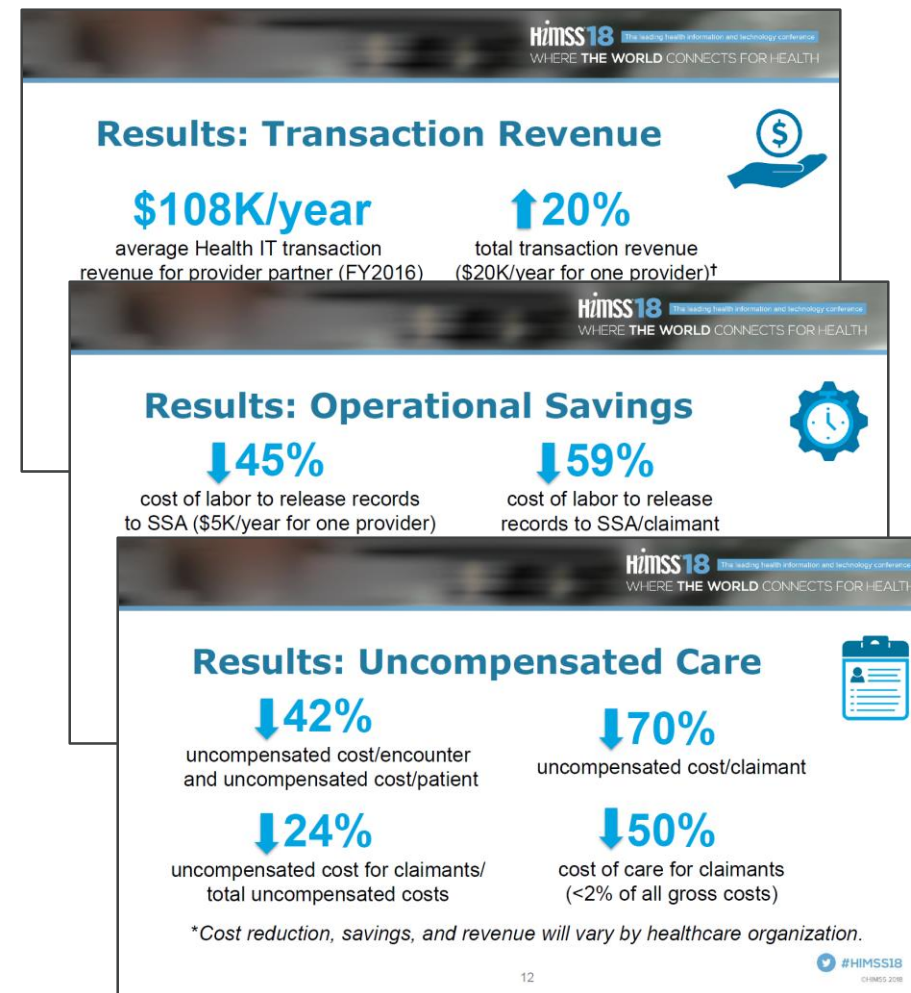 HIMSS18 The leading health information and technology conference
WHERE THE WORLD CONNECTS FOR HEALTH
Results: Transaction Revenue
$
$108K/year
average Health IT transaction
revenue for provider partner (FY2016)
⬆20%
total transaction revenue
($20K/year for one provider)†
HIMSS18 The leading health information and technology conference
WHERE THE WORLD CONNECTS FOR HEALTH
Results: Operational Savings
⬇45%
cost of labor to release records
to SSA ($5K/year for one provider)
⬇59%
cost of labor to release
records to SSA/claimant
HIMSS18 The leading health information and technology conference
WHERE THE WORLD CONNECTS FOR HEALTH
Results: Uncompensated Care
⬇42%
uncompensated cost/encounter
and uncompensated cost/patient
⬇70%
uncompensated cost/claimant
⬇24%
uncompensated cost for claimants/
total uncompensated costs
⬇50%
cost of care for claimants
(<2% of all gross costs)
*Cost reduction, savings, and revenue will vary by healthcare organization.
12
#HIMSS18
©HIMSS 2018